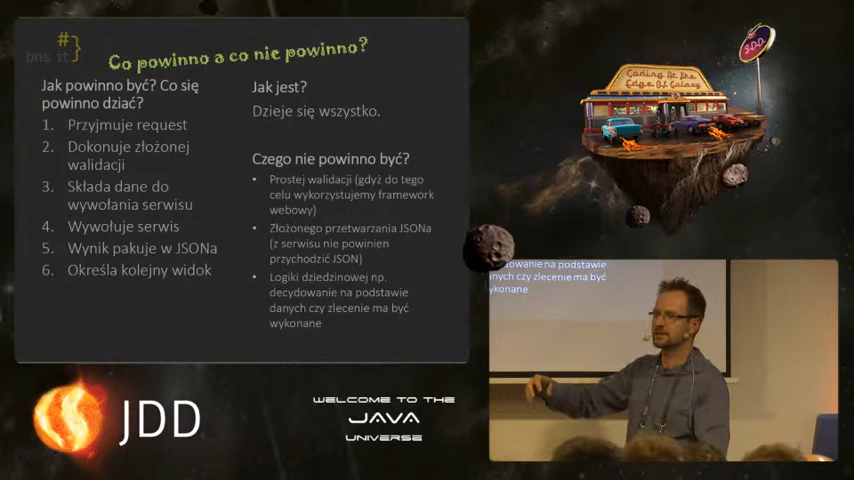 #}
bns it
Co powinno a co nie powinno?
Jak powinno być? Co się
powinno dziać?
1. Przyjmuje request
2. Dokonuje złożonej
walidacji
3. Składa dane do
wywołania serwisu
4. Wywołuje serwis
5. Wynik pakuje w JSONa
6. Określa kolejny widok
Jak jest?
Dzieje się wszystko.
Czego nie powinno być?
• Prostej walidacji (gdyż do tego
celu wykorzystujemy framework
webowy)
• Złożonego przetwarzania JSONa
(z serwisu nie powinien
przychodzić JSON)
• Logiki dziedzinowej np.
decydowanie na podstawie
danych czy zlecenie ma być
wykonane
Coding At the
Edge Of Galaxy
JDD
ydowanie na podstawie
nych czy zlecenie ma być
ykonane
JDD
WELCOME TO THE
JAVA
UNIVERSE